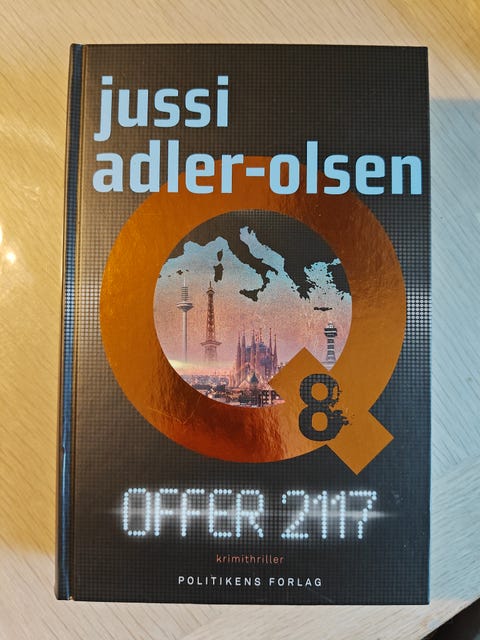 jussi
adler-olsen
Q
8
OFFER 2117
krimithriller
POLITIKENS FORLAG